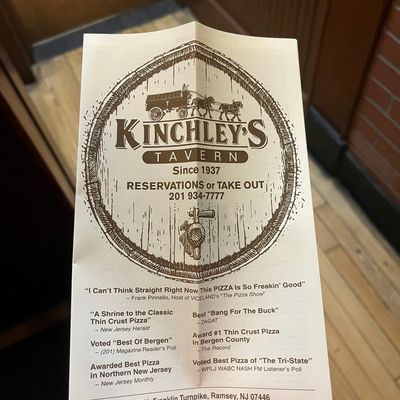 KINCHLEY'S
TAVERN
Since 1937
RESERVATIONS or TAKE OUT
201 934-7777
"I Can't Think Straight Right Now This PIZZA Is So Freakin' Good"
– Frank Pinnello, Host of VICELAND's "The Pizza Show"
"A Shrine to the Classic
Thin Crust Pizza"
– New Jersey Herald
Voted "Best Of Bergen"
– (201) Magazine Reader's Poll
Awarded Best Pizza
in Northern New Jersey
– New Jersey Monthly
Best "Bang For The Buck"
– ZAGAT
Award #1 Thin Crust Pizza
in Bergen County
– The Record
Voted Best Pizza of "The Tri-State"
– WPLJ WABC NASH FM Listener's Poll
Franklin Turnpike, Ramsey, NJ 07446